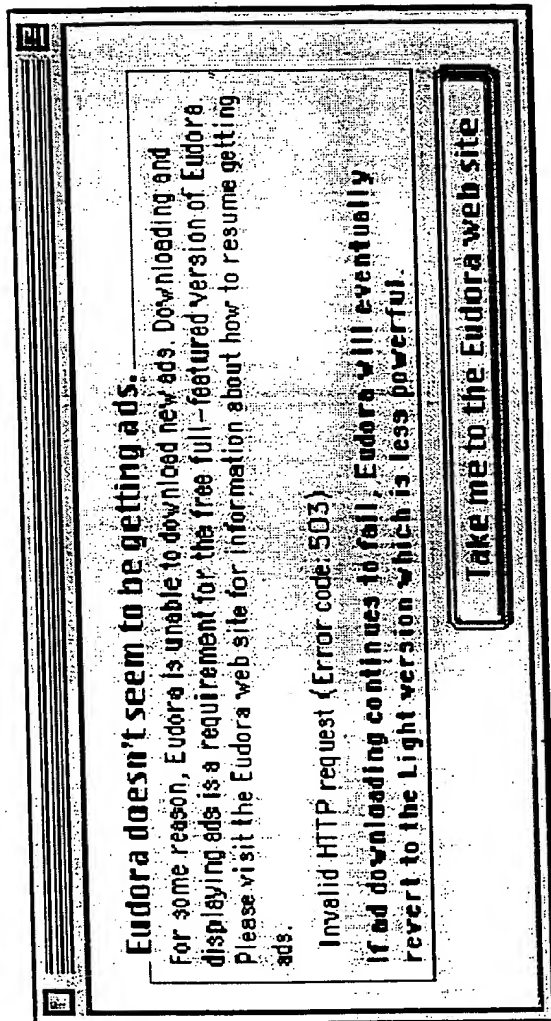 Eudora doesn't seem to be getting ads.
For some reason, Eudora is unable to download new ads. Downloading and
displaying ads is a requirement for the free full-featured version of Eudora.
Please visit the Eudora web site for information about how to resume getting
ads.
Invalid HTTP request (Error code: 503)
If ad downloading continues to fail, Eudora will eventually
revert to the Light version which is less powerful.
Take me to the Eudora web site